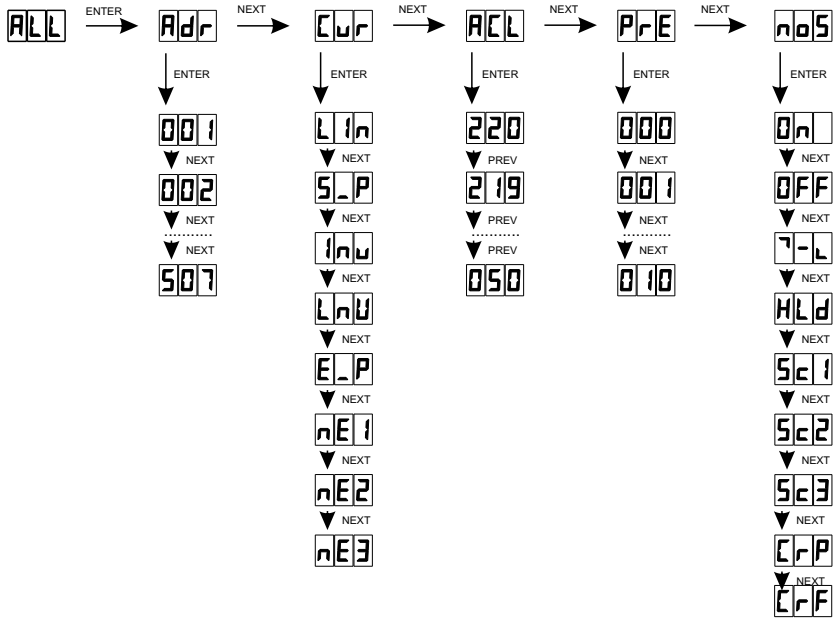 ALL ENTER Adr NEXT Cur NEXT ACL NEXT PrE NEXT noS
ENTER ENTER ENTER ENTER ENTER
001 LIn 220 000 On
NEXT NEXT PREV NEXT NEXT
002 S_P 219 001 OFF
NEXT NEXT PREV NEXT NEXT
............ Inv ............ ............
NEXT NEXT PREV NEXT NEXT
507 LnU 050 010 HLd
NEXT NEXT
E_P Sc1
NEXT NEXT
nE1 Sc2
NEXT NEXT
nE2 Sc3
NEXT NEXT
nE3 CrP
NEXT
CrF